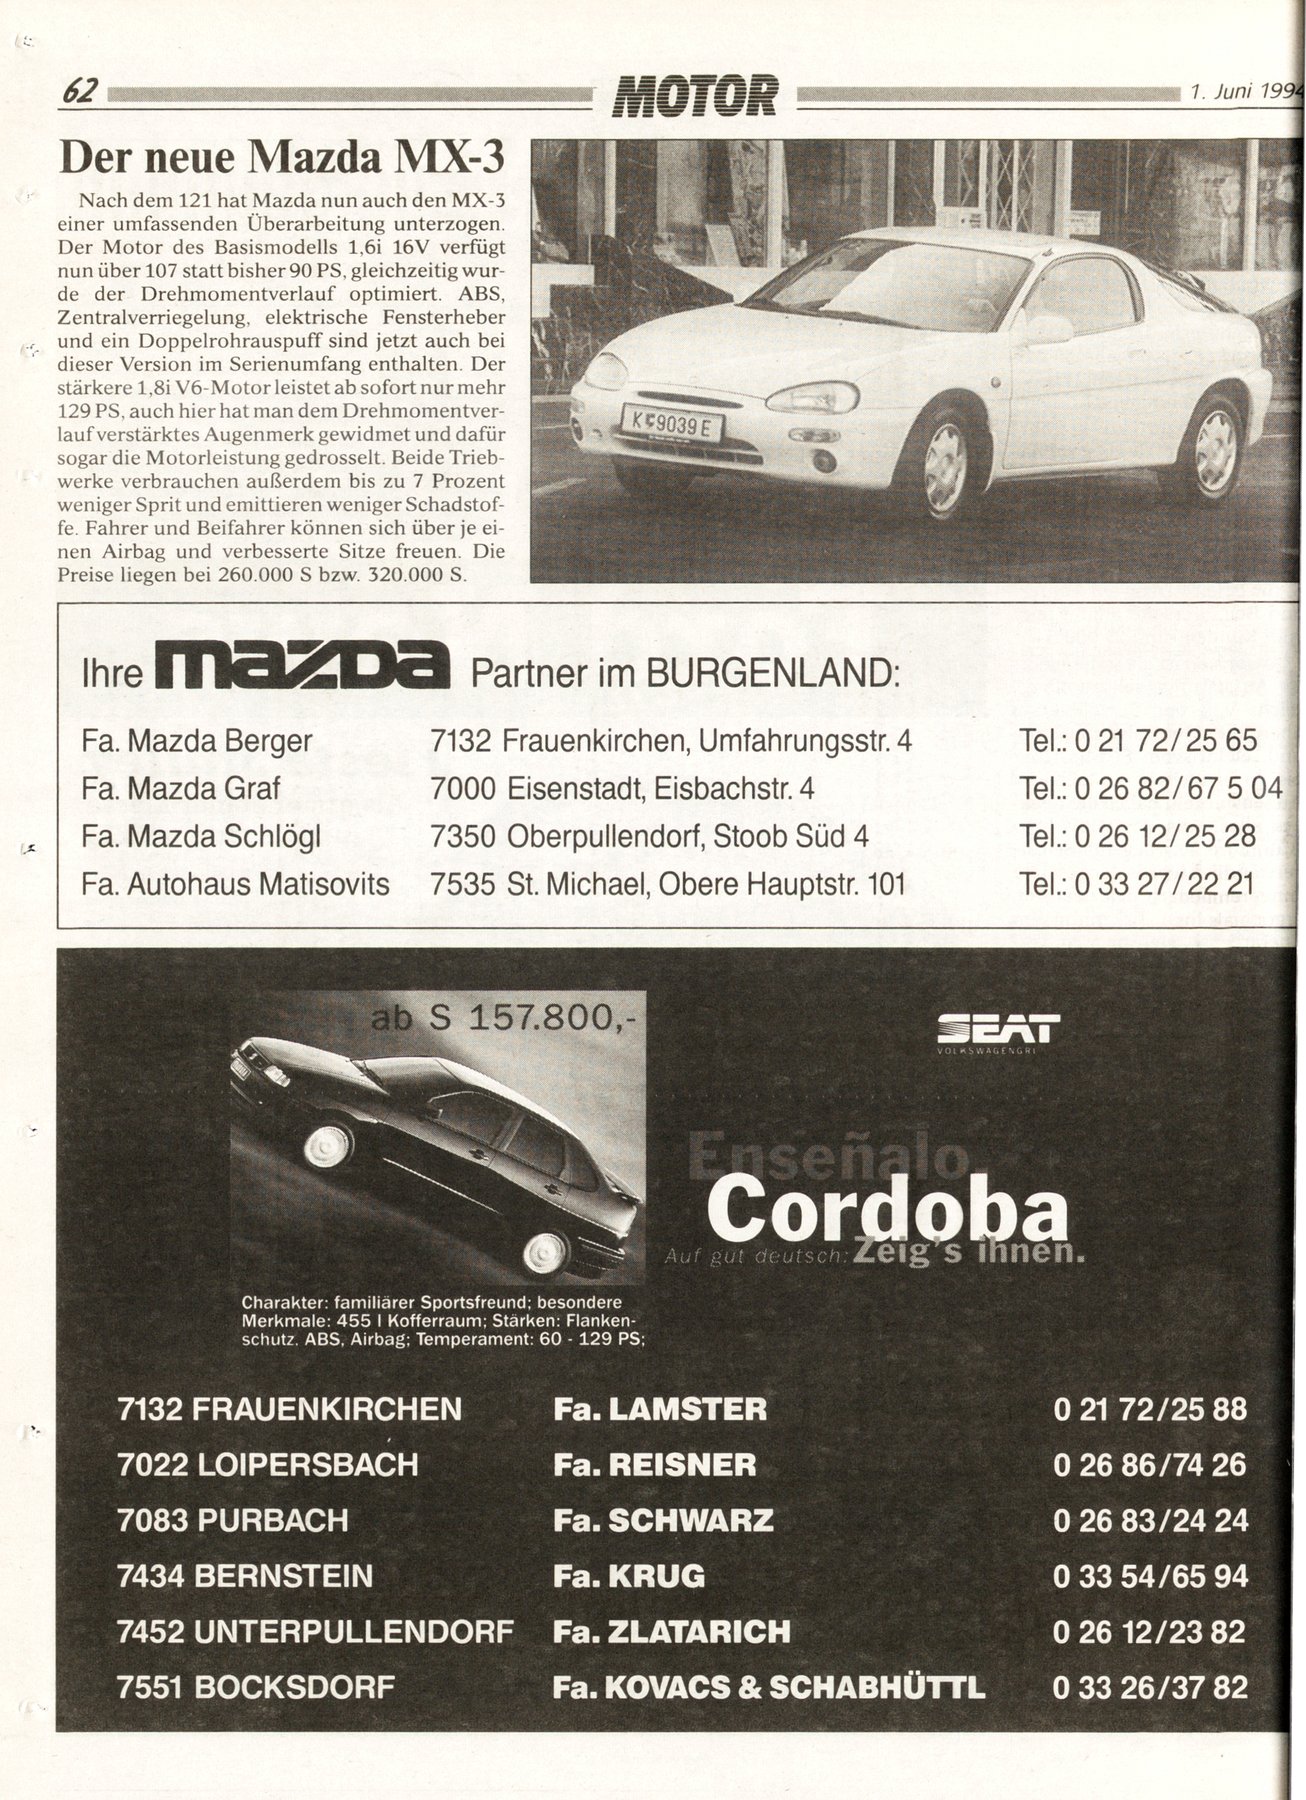 62
MOTOR
1. Juni 1994
Der neue Mazda MX-3
Nach dem 121 hat Mazda nun auch den MX-3
einer umfassenden Überarbeitung unterzogen.
Der Motor des Basismodells 1,6i 16V verfügt
nun über 107 statt bisher 90 PS, gleichzeitig wur-
de der Drehmomentverlauf optimiert. ABS,
Zentralverriegelung, elektrische Fensterheber
und ein Doppelrohrauspuff sind jetzt auch bei
dieser Version im Serienumfang enthalten. Der
stärkere 1,8i V6-Motor leistet ab sofort nur mehr
129 PS, auch hier hat man dem Drehmomentver-
lauf verstärktes Augenmerk gewidmet und dafür
sogar die Motorleistung gedrosselt. Beide Trieb-
werke verbrauchen außerdem bis zu 7 Prozent
weniger Sprit und emittieren weniger Schadstof-
fe. Fahrer und Beifahrer können sich über je ei-
nen Airbag und verbesserte Sitze freuen. Die
Preise liegen bei 260.000 S bzw. 320.000 S.
K 9039 E
Ihre mazda Partner im BURGENLAND:
Fa. Mazda Berger 7132 Frauenkirchen, Umfahrungsstr. 4 Tel.: 0 21 72/25 65
Fa. Mazda Graf 7000 Eisenstadt, Eisbachstr. 4 Tel.: 0 26 82/67 5 04
Fa. Mazda Schlögl 7350 Oberpullendorf, Stoob Süd 4 Tel.: 0 26 12/25 28
Fa. Autohaus Matisovits 7535 St. Michael, Obere Hauptstr. 101 Tel.: 0 33 27/22 21
ab S 157.800,-
SEAT
VOLKSWAGENGRI
Enseñalo.
Cordoba
Auf gut deutsch: Zeig's ihnen.
Charakter: familiärer Sportsfreund; besondere
Merkmale: 455 l Kofferraum; Stärken: Flanken-
schutz, ABS, Airbag; Temperament: 60 - 129 PS;
7132 FRAUENKIRCHEN Fa. LAMSTER 0 21 72/25 88
7022 LOIPERSBACH Fa. REISNER 0 26 86/74 26
7083 PURBACH Fa. SCHWARZ 0 26 83/24 24
7434 BERNSTEIN Fa. KRUG 0 33 54/65 94
7452 UNTERPULLENDORF Fa. ZLATARICH 0 26 12/23 82
7551 BOCKSDORF Fa. KOVACS & SCHABHÜTTL 0 33 26/37 82